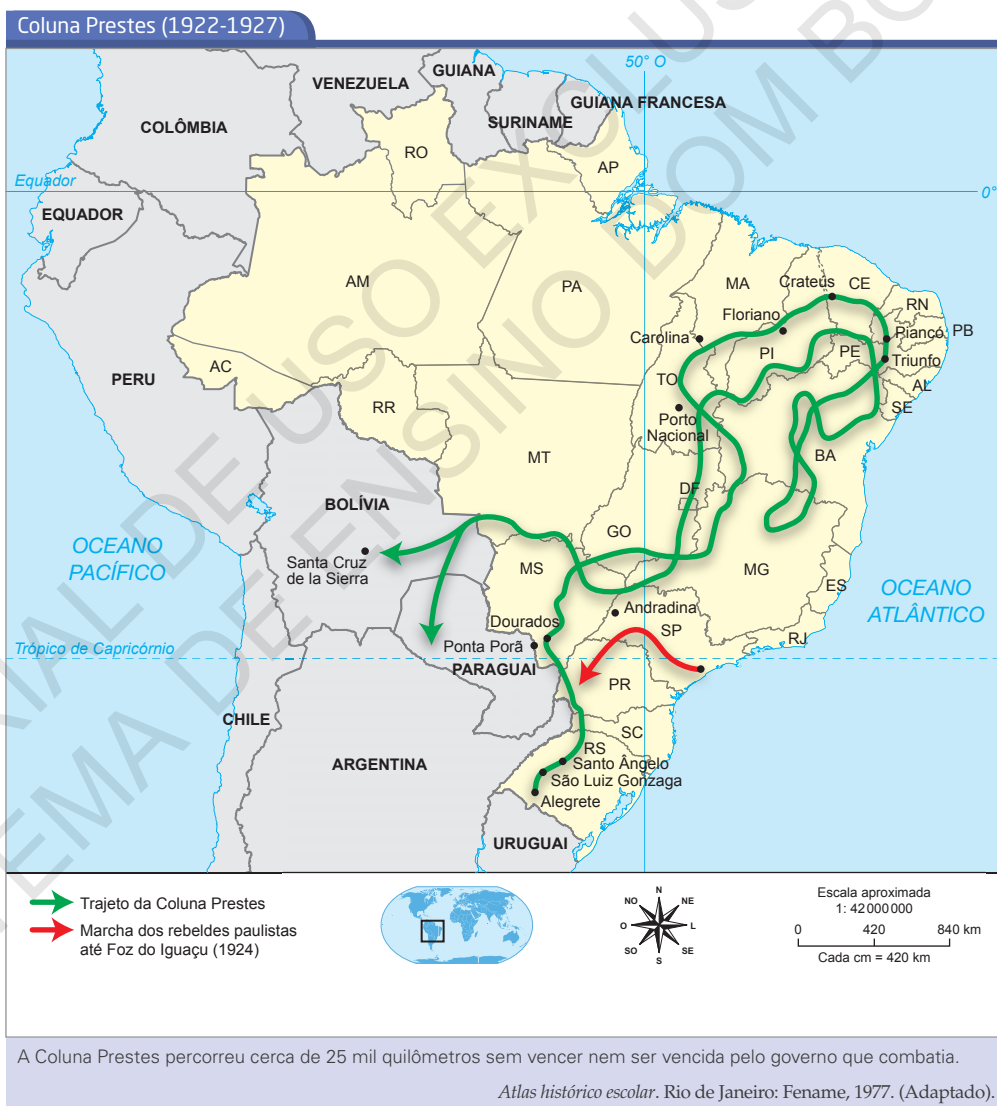 Coluna Prestes (1922-1927)
50° O
GUIANA
VENEZUELA
GUIANA FRANCESA
SURINAME
COLÔMBIA
RO
AP
Equador
0°
EQUADOR
AM
PA
MA
Crateús
CE
RN
Floriano
Piancó
PB
Carolina
PI
PE
Triunfo
AC
PERU
TO
AL
RR
SE
Porto
Nacional
MT
BA
DF
BOLÍVIA
GO
OCEANO
PACÍFICO
Santa Cruz
de la Sierra
MS
MG
ES
OCEANO
ATLÂNTICO
Andradina
Dourados
SP
RJ
Ponta Porã
Trópico de Capricórnio
PARAGUAI
PR
CHILE
SC
RS
ARGENTINA
Santo Ângelo
São Luiz Gonzaga
Alegrete
URUGUAI
Trajeto da Coluna Prestes
Marcha dos rebeldes paulistas
até Foz do Iguaçu (1924)
N
NO
NE
O
L
SO
SE
S
Escala aproximada
1: 42 000 000
0 420 840 km
Cada cm = 420 km
A Coluna Prestes percorreu cerca de 25 mil quilômetros sem vencer nem ser vencida pelo governo que combatia.
Atlas histórico escolar. Rio de Janeiro: Fename, 1977. (Adaptado).